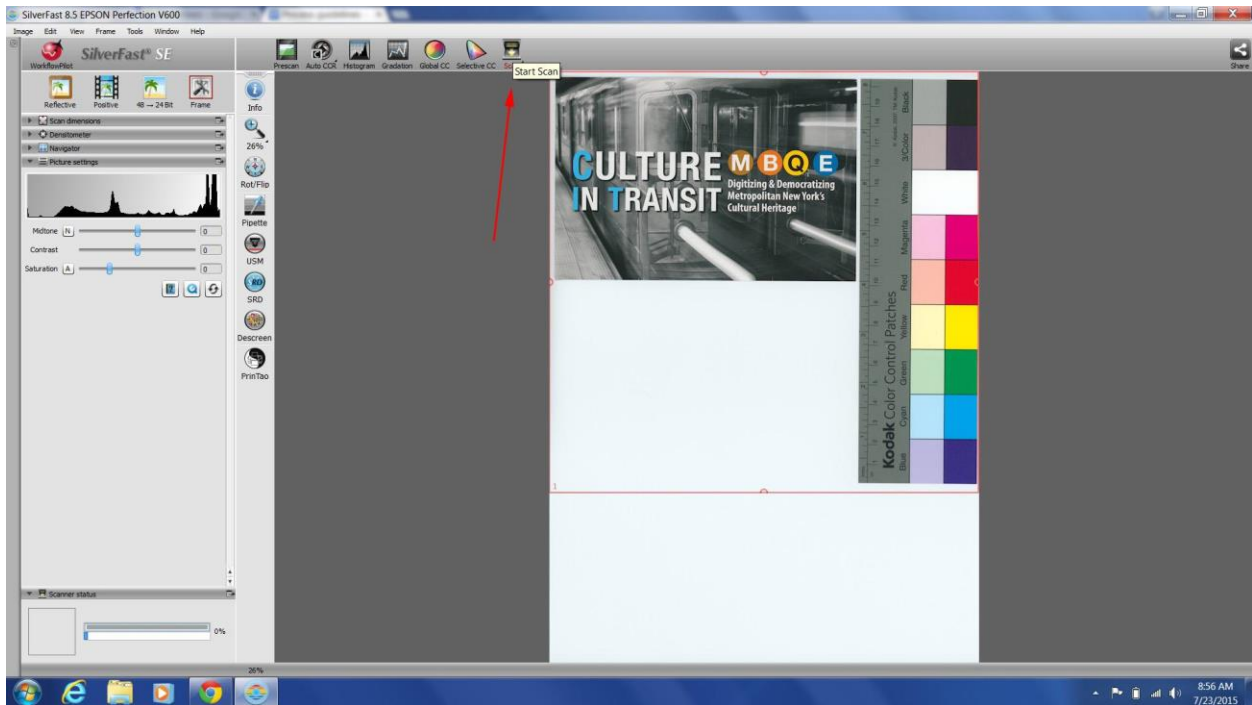 SilverFast 8.5 EPSON Perfection V600
Image Edit View Frame Tools Window Help
WorkflowPilot
SilverFast® SE
Prescan Auto CCR Histogram Gradation Global CC Selective CC
Start Scan
Share
Reflective Positive 48 → 24 Bit Frame
Scan dimensions
Densitometer
Navigator
Picture settings
Midtone N 0
Contrast 0
Saturation A 0
Scanner status
0%
Info
26%
Rot/Flip
Pipette
USM
SRD
SRD
Descreen
PrinTao
26%
CULTURE
IN TRANSIT
M B Q E
Digitizing & Democratizing
Metropolitan New York's
Cultural Heritage
1
Kodak Color Control Patches
Blue Cyan Green Yellow Red Magenta White 3/Color Black
8:56 AM
7/23/2015